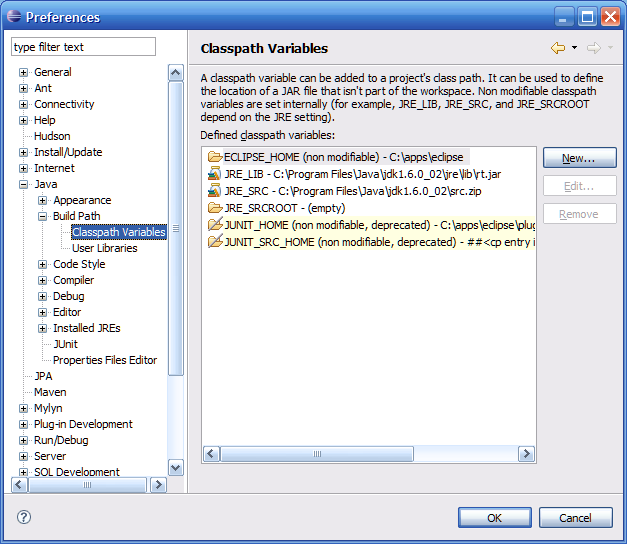 Preferences
type filter text
General
Ant
Connectivity
Help
Hudson
Install/Update
Internet
Java
Appearance
Build Path
Classpath Variables
User Libraries
Code Style
Compiler
Debug
Editor
Installed JREs
JUnit
Properties Files Editor
JPA
Maven
Mylyn
Plug-in Development
Run/Debug
Server
SQL Development
Classpath Variables
A classpath variable can be added to a project's class path. It can be used to define
the location of a JAR file that isn't part of the workspace. Non modifiable classpath
variables are set internally (for example, JRE_LIB, JRE_SRC, and JRE_SRCROOT
depend on the JRE setting).
Defined classpath variables:
ECLIPSE_HOME (non modifiable) - C:\apps\eclipse
JRE_LIB - C:\Program Files\Java\jdk1.6.0_02\jre\lib\rt.jar
JRE_SRC - C:\Program Files\Java\jdk1.6.0_02\src.zip
JRE_SRCROOT - (empty)
JUNIT_HOME (non modifiable, deprecated) - C:\apps\eclipse\plug
JUNIT_SRC_HOME (non modifiable, deprecated) - ##<cp entry i
New...
Edit...
Remove
?
OK
Cancel